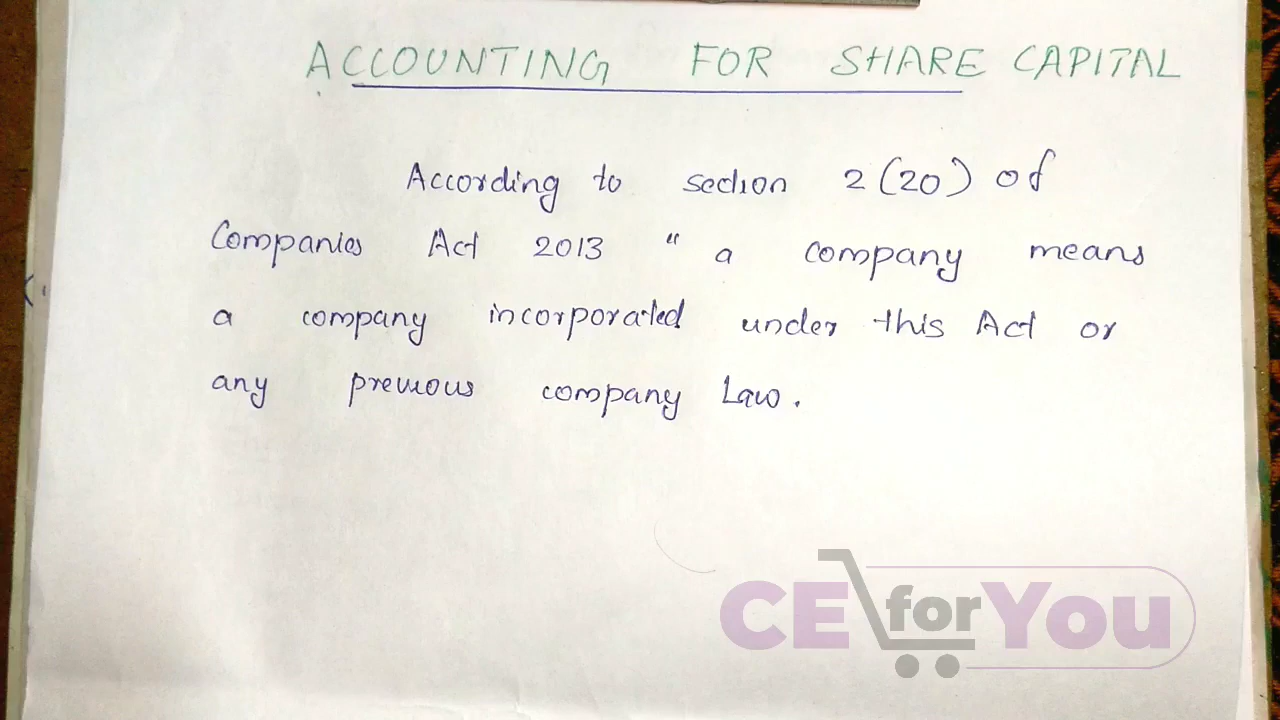 ACCOUNTING FOR SHARE CAPITAL
According to section 2(20) of
Companies Act 2013 " a company means
a company incorporated under this Act or
any previous company Law.
CE for You